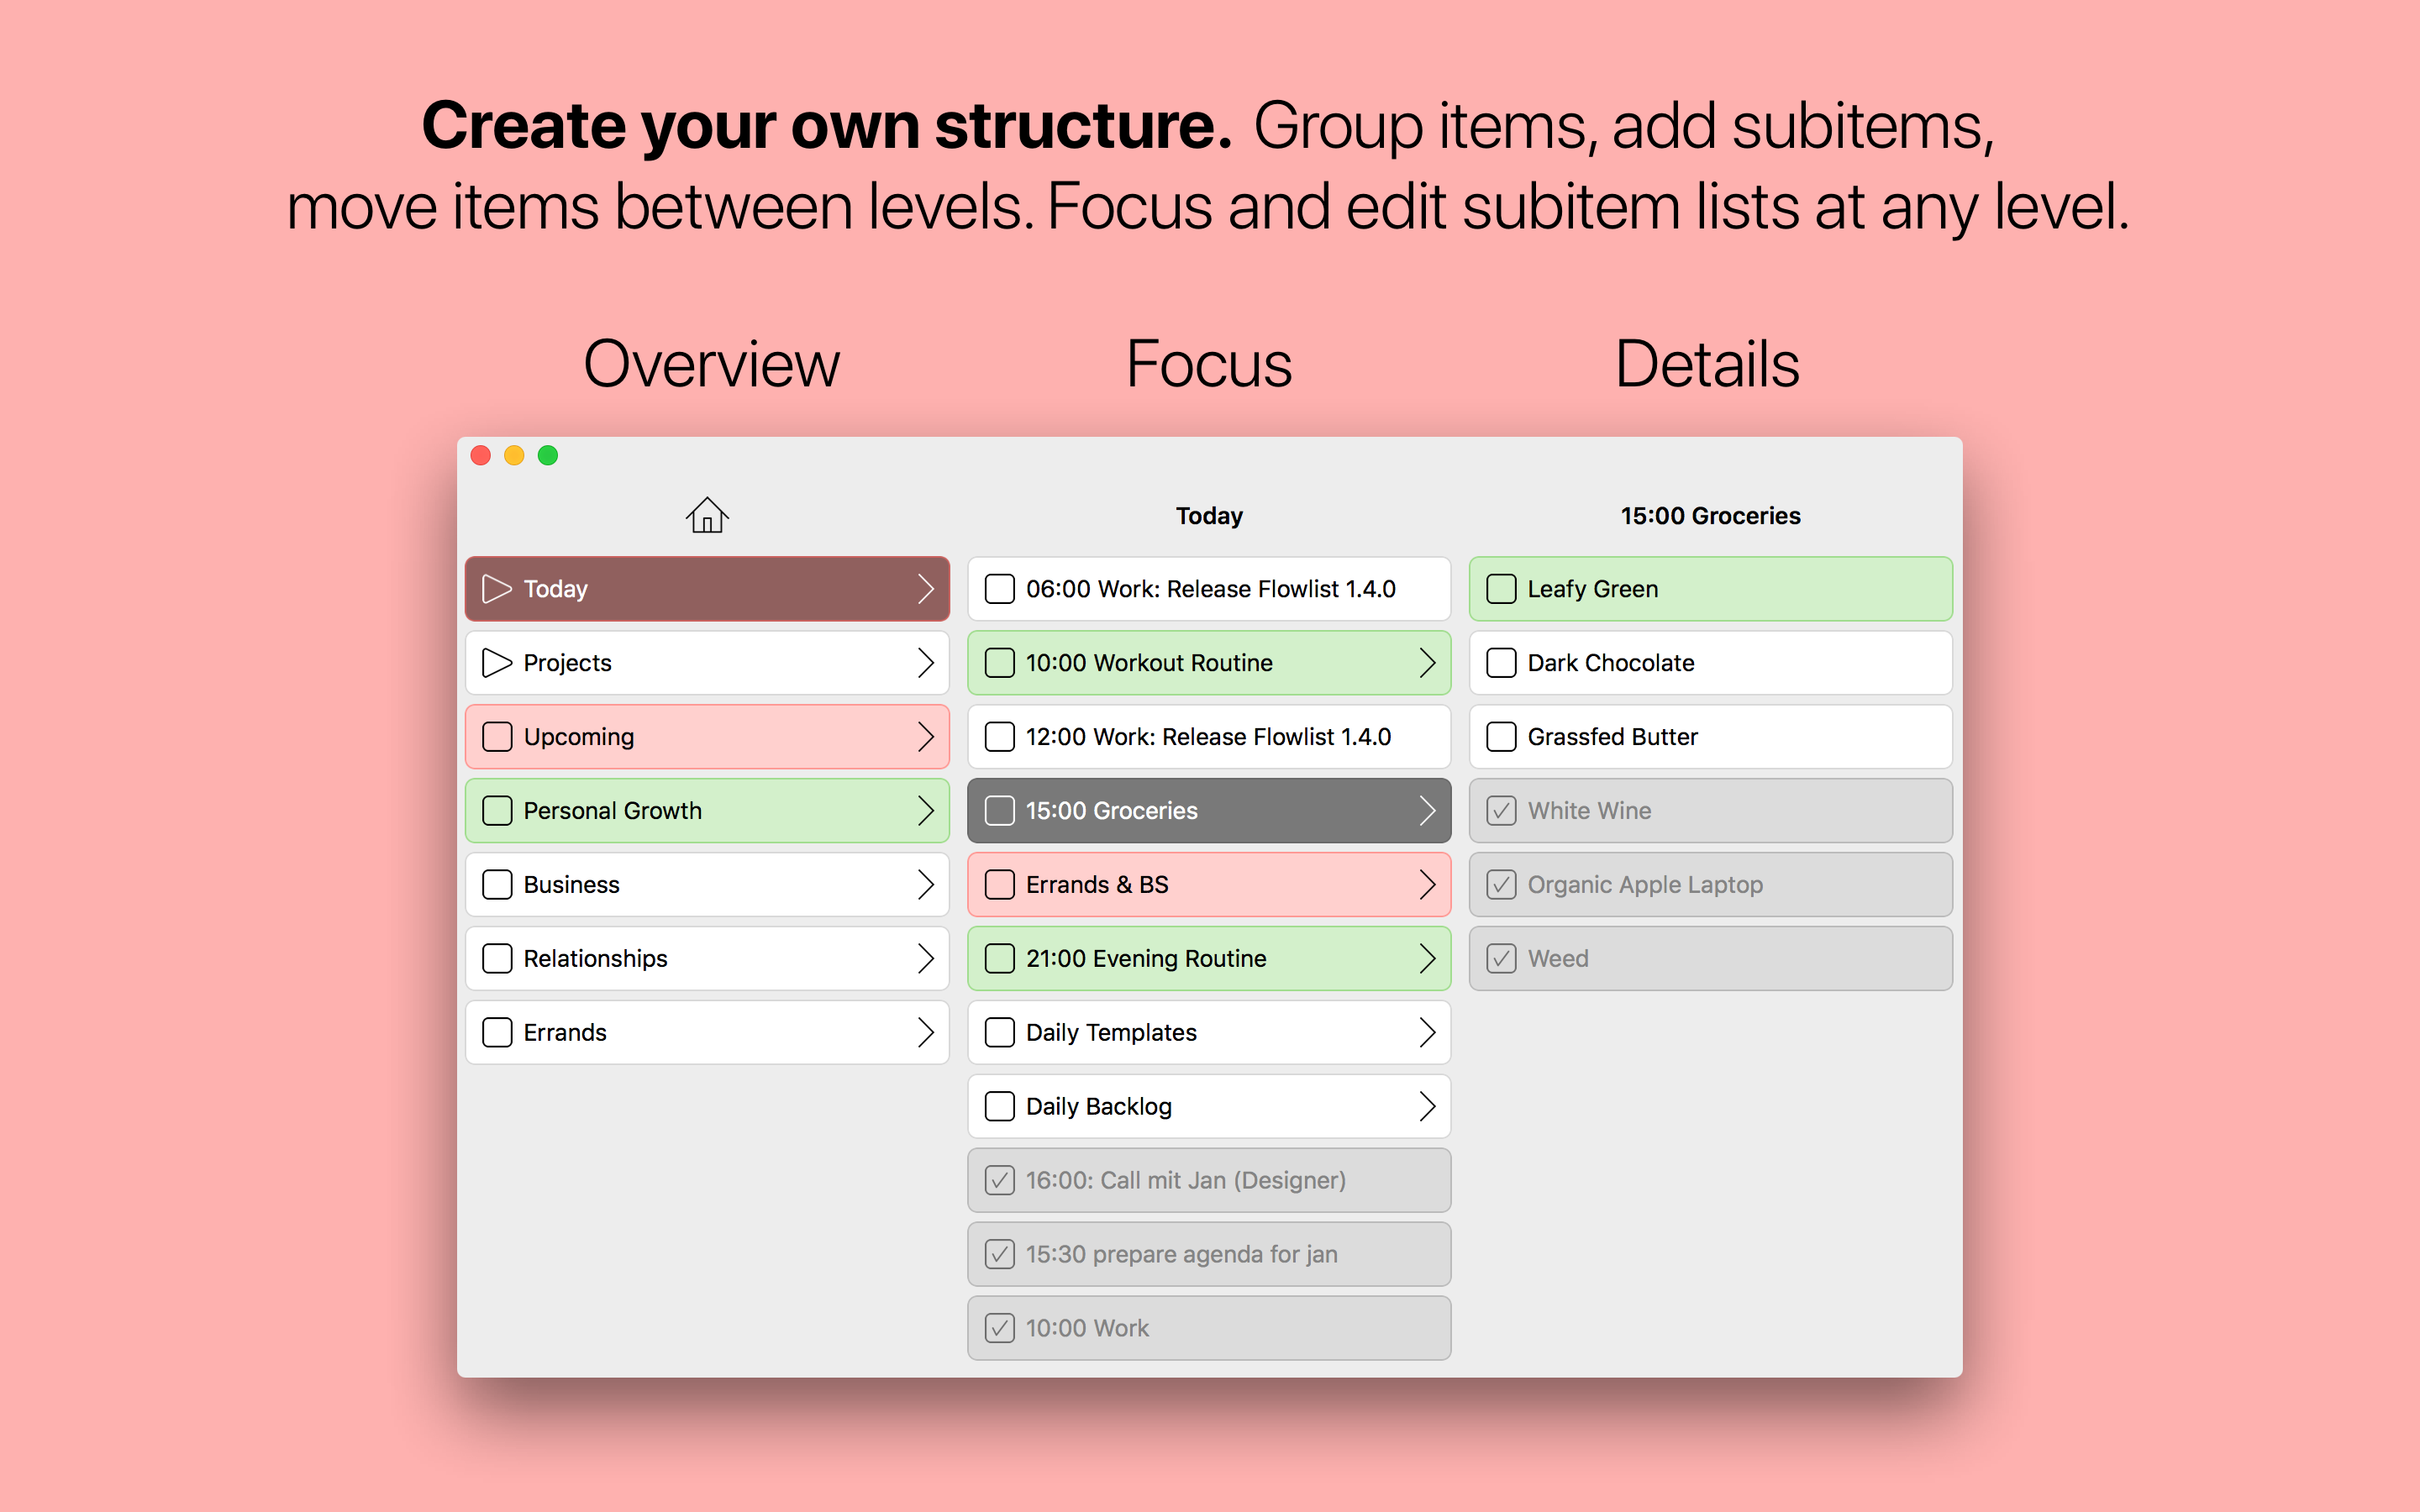 Create your own structure. Group items, add subitems,
move items between levels. Focus and edit subitem lists at any level.
Overview
Focus
Details
Today
15:00 Groceries
Today
Projects
Upcoming
Personal Growth
Business
Relationships
Errands
06:00 Work: Release Flowlist 1.4.0
10:00 Workout Routine
12:00 Work: Release Flowlist 1.4.0
15:00 Groceries
Errands & BS
21:00 Evening Routine
Daily Templates
Daily Backlog
16:00: Call mit Jan (Designer)
15:30 prepare agenda for jan
10:00 Work
Leafy Green
Dark Chocolate
Grassfed Butter
White Wine
Organic Apple Laptop
Weed